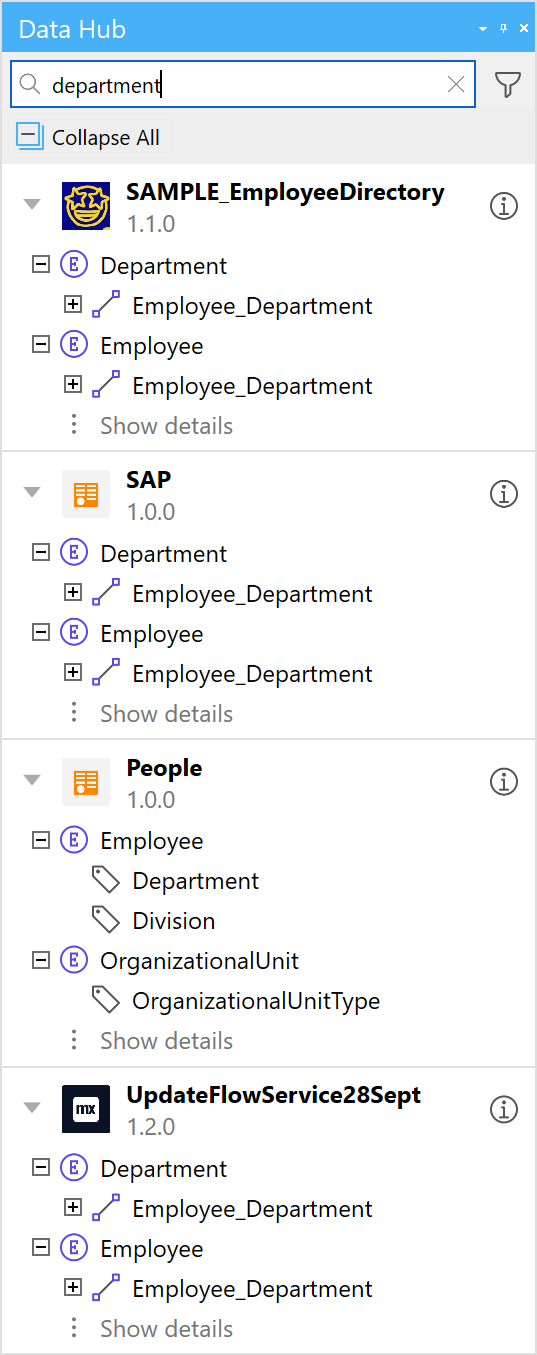 Data Hub
department
Collapse All
SAMPLE_EmployeeDirectory
1.1.0
E Department
Employee_Department
E Employee
Employee_Department
Show details
SAP
1.0.0
E Department
Employee_Department
E Employee
Employee_Department
Show details
People
1.0.0
E Employee
Department
Division
E OrganizationalUnit
OrganizationalUnitType
Show details
UpdateFlowService28Sept
mx
1.2.0
E Department
Employee_Department
E Employee
Employee_Department
Show details